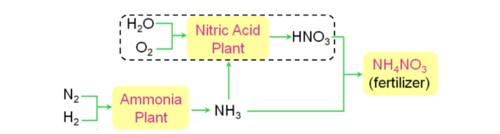 H₂O
O₂
Nitric Acid
Plant
HNO₃
NH₄NO₃
(fertilizer)
N₂
H₂
Ammonia
Plant
NH₃